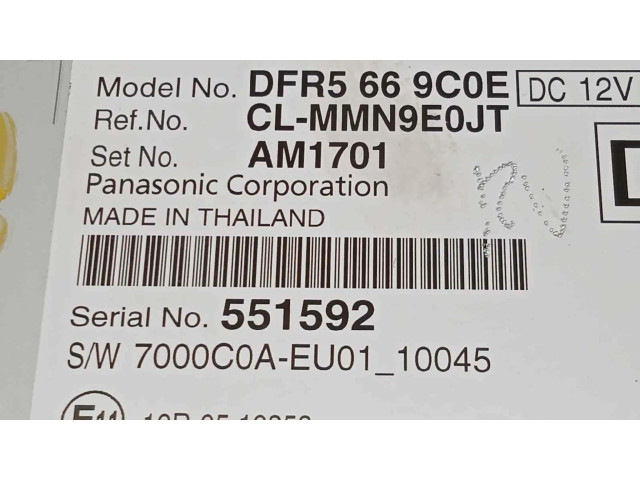 Model No. DFR5 66 9C0E DC 12V
Ref.No. CL-MMN9E0JT
Set No. AM1701
Panasonic Corporation
MADE IN THAILAND
Serial No. 551592
S/W 7000C0A-EU01_10045
E11